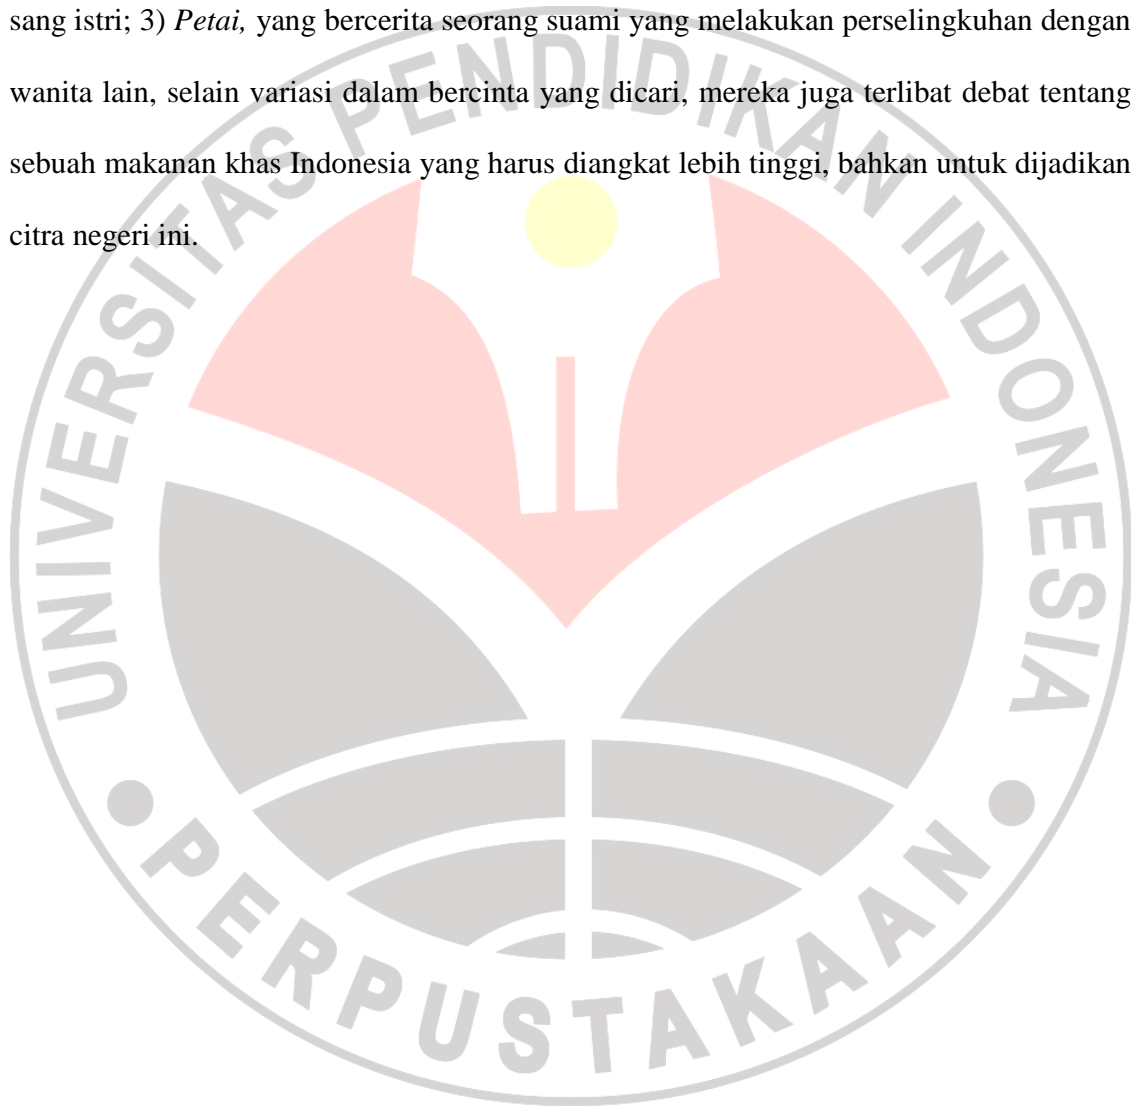 sang istri; 3) Petai, yang bercerita seorang suami yang melakukan perselingkuhan dengan
wanita lain, selain variasi dalam bercinta yang dicari, mereka juga terlibat debat tentang
sebuah makanan khas Indonesia yang harus diangkat lebih tinggi, bahkan untuk dijadikan
citra negeri ini.
UNIVERSITAS PENDIDIKAN INDONESIA
PERPUSTAKAAN